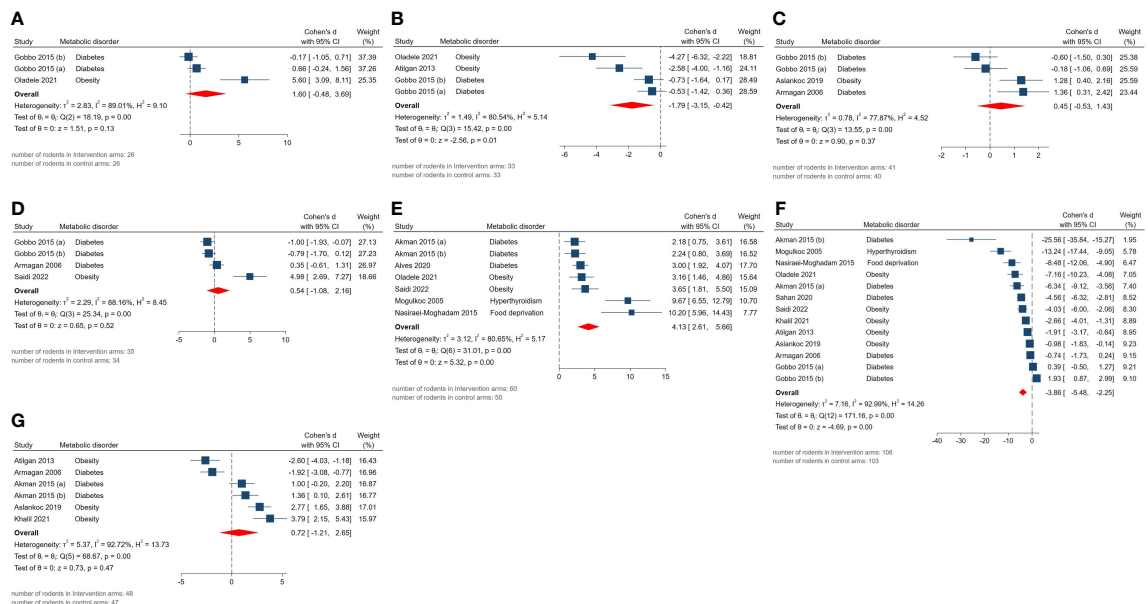 A
Cohen's d Weight
Study Metabolic disorder with 95% CI (%)
Gobbo 2015 (b) Diabetes -0.17 [ -1.05, 0.71] 37.39
Gobbo 2015 (a) Diabetes 0.66 [ -0.24, 1.56] 37.26
Oladele 2021 Obesity 5.60 [ 3.09, 8.11] 25.35
Overall 1.60 [ -0.48, 3.69]
Heterogeneity: τ² = 2.83, I² = 89.01%, H² = 9.10
Test of θᵢ = θⱼ: Q(2) = 18.19, p = 0.00
Test of θ = 0: z = 1.51, p = 0.13
0 5 10
number of rodents in Intervention arms: 26
number of rodents in control arms: 26
B
Cohen's d Weight
Study Metabolic disorder with 95% CI (%)
Oladele 2021 Obesity -4.27 [ -6.32, -2.22] 18.81
Atilgan 2013 Obesity -2.58 [ -4.00, -1.16] 24.11
Gobbo 2015 (b) Diabetes -0.73 [ -1.64, 0.17] 28.49
Gobbo 2015 (a) Diabetes -0.53 [ -1.42, 0.36] 28.59
Overall -1.79 [ -3.15, -0.42]
Heterogeneity: τ² = 1.49, I² = 80.54%, H² = 5.14
Test of θᵢ = θⱼ: Q(3) = 15.42, p = 0.00
Test of θ = 0: z = -2.56, p = 0.01
-6 -4 -2 0
number of rodents in Intervention arms: 33
number of rodents in control arms: 33
C
Cohen's d Weight
Study Metabolic disorder with 95% CI (%)
Gobbo 2015 (b) Diabetes -0.60 [ -1.50, 0.30] 25.38
Gobbo 2015 (a) Diabetes -0.18 [ -1.06, 0.69] 25.59
Aslankoc 2019 Obesity 1.28 [ 0.40, 2.16] 25.59
Armagan 2006 Diabetes 1.36 [ 0.31, 2.42] 23.44
Overall 0.45 [ -0.53, 1.43]
Heterogeneity: τ² = 0.78, I² = 77.87%, H² = 4.52
Test of θᵢ = θⱼ: Q(3) = 13.55, p = 0.00
Test of θ = 0: z = 0.90, p = 0.37
-2 -1 0 1 2
number of rodents in Intervention arms: 41
number of rodents in control arms: 40
D
Cohen's d Weight
Study Metabolic disorder with 95% CI (%)
Gobbo 2015 (a) Diabetes -1.00 [ -1.93, -0.07] 27.13
Gobbo 2015 (b) Diabetes -0.79 [ -1.70, 0.12] 27.23
Armagan 2006 Diabetes 0.35 [ -0.61, 1.31] 26.97
Saidi 2022 Obesity 4.98 [ 2.69, 7.27] 18.66
Overall 0.54 [ -1.08, 2.16]
Heterogeneity: τ² = 2.29, I² = 88.16%, H² = 8.45
Test of θᵢ = θⱼ: Q(3) = 25.34, p = 0.00
Test of θ = 0: z = 0.65, p = 0.52
0 5 10
number of rodents in Intervention arms: 35
number of rodents in control arms: 34
E
Cohen's d Weight
Study Metabolic disorder with 95% CI (%)
Akman 2015 (a) Diabetes 2.18 [ 0.75, 3.61] 16.58
Akman 2015 (b) Diabetes 2.24 [ 0.80, 3.69] 16.52
Alves 2020 Diabetes 3.00 [ 1.92, 4.07] 17.70
Oladele 2021 Obesity 3.16 [ 1.46, 4.86] 15.64
Saidi 2022 Obesity 3.65 [ 1.81, 5.50] 15.09
Mogulkoc 2005 Hyperthyroidism 9.67 [ 6.55, 12.79] 10.70
Nasiraei-Moghadam 2015 Food deprivation 10.20 [ 5.96, 14.43] 7.77
Overall 4.13 [ 2.61, 5.66]
Heterogeneity: τ² = 3.12, I² = 80.65%, H² = 5.17
Test of θᵢ = θⱼ: Q(6) = 31.01, p = 0.00
Test of θ = 0: z = 5.32, p = 0.00
0 5 10 15
number of rodents in Intervention arms: 60
number of rodents in control arms: 50
F
Cohen's d Weight
Study Metabolic disorder with 95% CI (%)
Akman 2015 (b) Diabetes -25.56 [ -35.84, -15.27] 1.95
Mogulkoc 2005 Hyperthyroidism -13.24 [ -17.44, -9.05] 5.78
Nasiraei-Moghadam 2015 Food deprivation -8.48 [ -12.06, -4.90] 6.47
Oladele 2021 Obesity -7.16 [ -10.23, -4.08] 7.05
Akman 2015 (a) Diabetes -6.34 [ -9.12, -3.56] 7.40
Sahan 2020 Diabetes -4.56 [ -6.32, -2.81] 8.52
Saidi 2022 Obesity -4.03 [ -6.00, -2.06] 8.30
Khalil 2021 Obesity -2.66 [ -4.01, -1.31] 8.89
Atilgan 2013 Obesity -1.91 [ -3.17, -0.64] 8.95
Aslankoc 2019 Obesity -0.98 [ -1.83, -0.14] 9.23
Armagan 2006 Diabetes -0.74 [ -1.73, 0.24] 9.15
Gobbo 2015 (a) Diabetes 0.39 [ -0.50, 1.27] 9.21
Gobbo 2015 (b) Diabetes 1.93 [ 0.87, 2.99] 9.10
Overall -3.86 [ -5.48, -2.25]
Heterogeneity: τ² = 7.16, I² = 92.99%, H² = 14.26
Test of θᵢ = θⱼ: Q(12) = 171.16, p = 0.00
Test of θ = 0: z = -4.69, p = 0.00
-40 -30 -20 -10 0
number of rodents in Intervention arms: 106
number of rodents in control arms: 103
G
Cohen's d Weight
Study Metabolic disorder with 95% CI (%)
Atilgan 2013 Obesity -2.60 [ -4.03, -1.18] 16.43
Armagan 2006 Diabetes -1.92 [ -3.08, -0.77] 16.96
Akman 2015 (a) Diabetes 1.00 [ -0.20, 2.20] 16.87
Akman 2015 (b) Diabetes 1.36 [ 0.10, 2.61] 16.77
Aslankoc 2019 Obesity 2.77 [ 1.65, 3.88] 17.01
Khalil 2021 Obesity 3.79 [ 2.15, 5.43] 15.97
Overall 0.72 [ -1.21, 2.65]
Heterogeneity: τ² = 5.37, I² = 92.72%, H² = 13.73
Test of θᵢ = θⱼ: Q(5) = 68.67, p = 0.00
Test of θ = 0: z = 0.73, p = 0.47
-5 0 5
number of rodents in Intervention arms: 48
number of rodents in control arms: 47